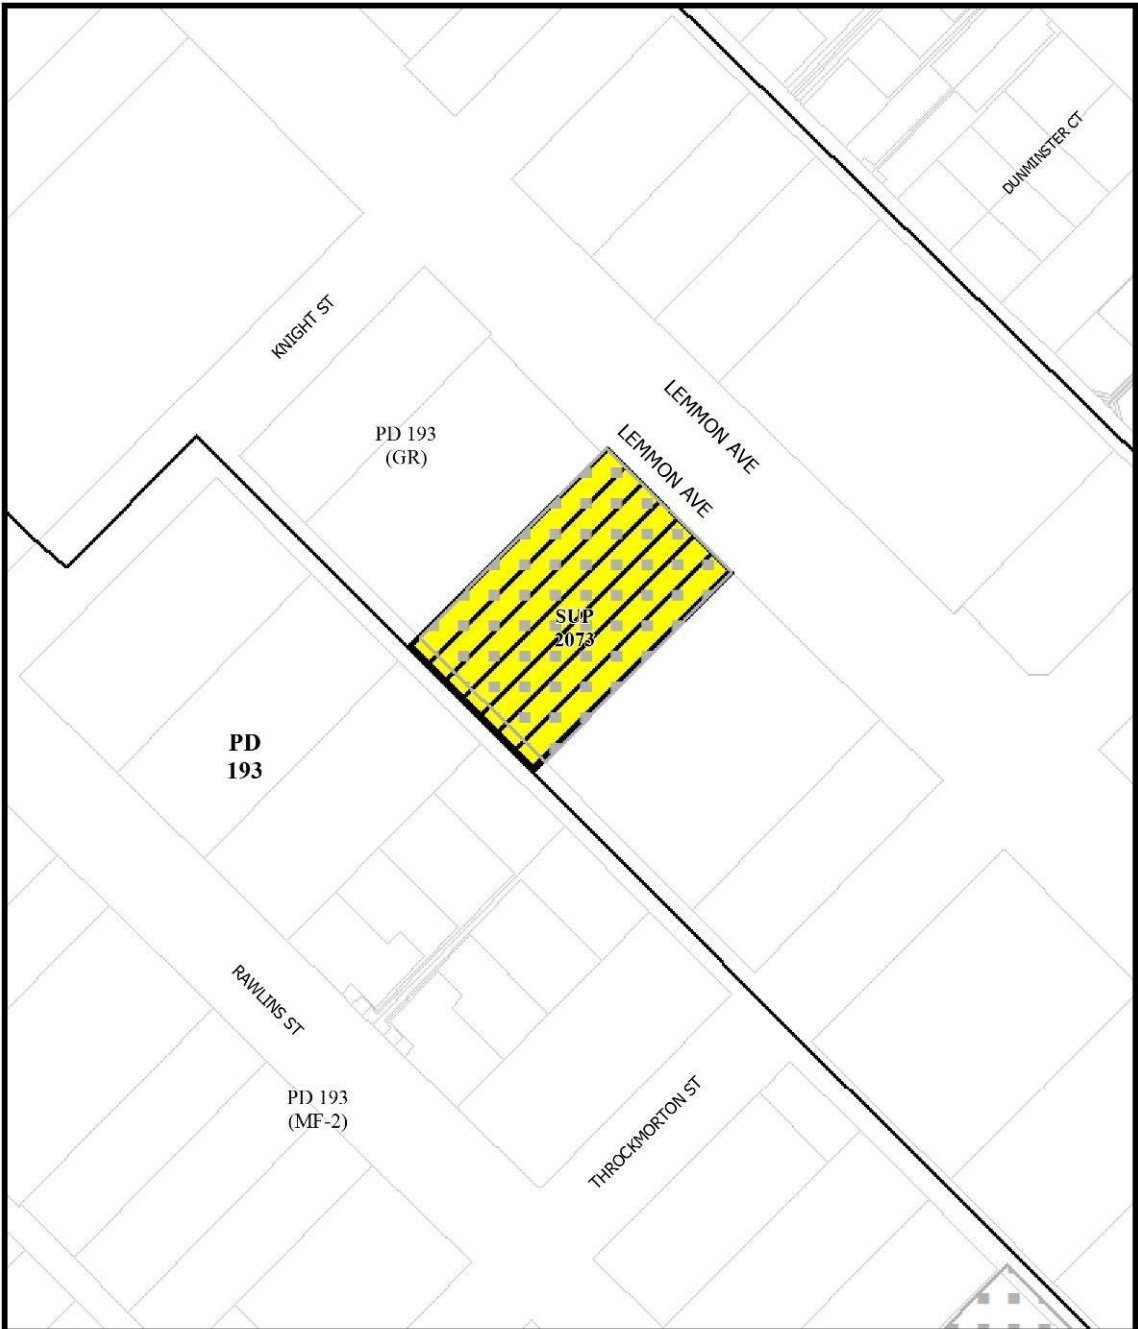 DUNMINSTER CT
KNIGHT ST
LEMMON AVE
LEMMON AVE
PD 193
(GR)
SUP
2073
PD
193
RAWLINS ST
PD 193
(MF-2)
THROCKMORTON ST